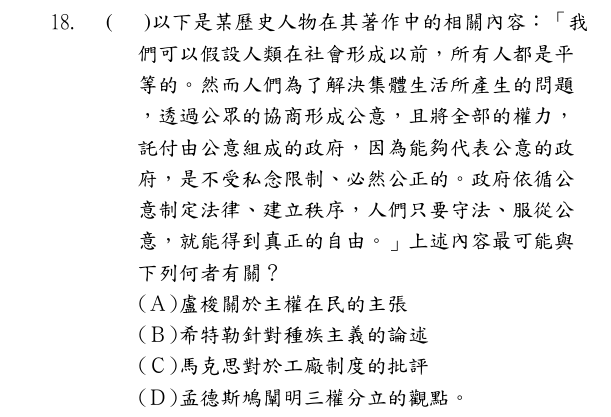 18. (　)以下是某歷史人物在其著作中的相關內容：「我
們可以假設人類在社會形成以前，所有人都是平
等的。然而人們為了解決集體生活所產生的問題
，透過公眾的協商形成公意，且將全部的權力，
託付由公意組成的政府，因為能夠代表公意的政
府，是不受私念限制、必然公正的。政府依循公
意制定法律、建立秩序，人們只要守法、服從公
意，就能得到真正的自由。」上述內容最可能與
下列何者有關？
(A)盧梭關於主權在民的主張
(B)希特勒針對種族主義的論述
(C)馬克思對於工廠制度的批評
(D)孟德斯鳩闡明三權分立的觀點。